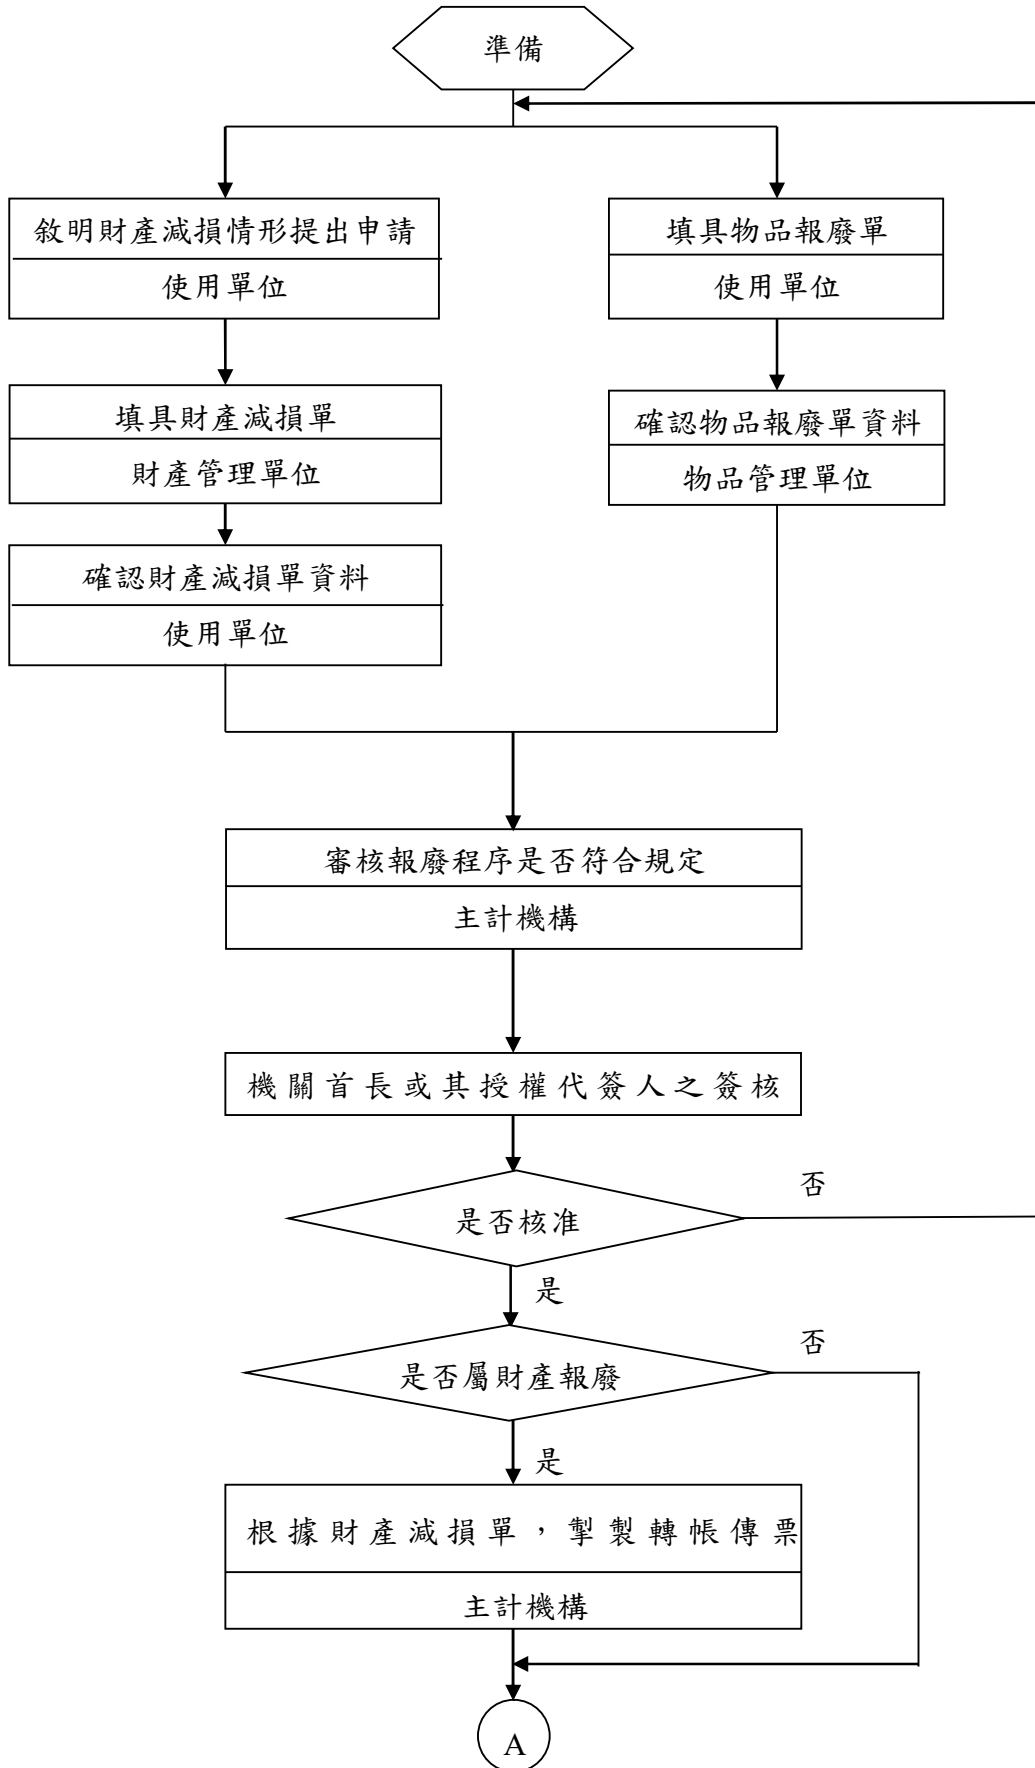 準備
敘明財產減損情形提出申請
使用單位
填具物品報廢單
使用單位
填具財產減損單
財產管理單位
確認物品報廢單資料
物品管理單位
確認財產減損單資料
使用單位
審核報廢程序是否符合規定
主計機構
機關首長或其授權代簽人之簽核
是否核准
否
是
是否屬財產報廢
否
是
根據財產減損單，掣製轉帳傳票
主計機構
A